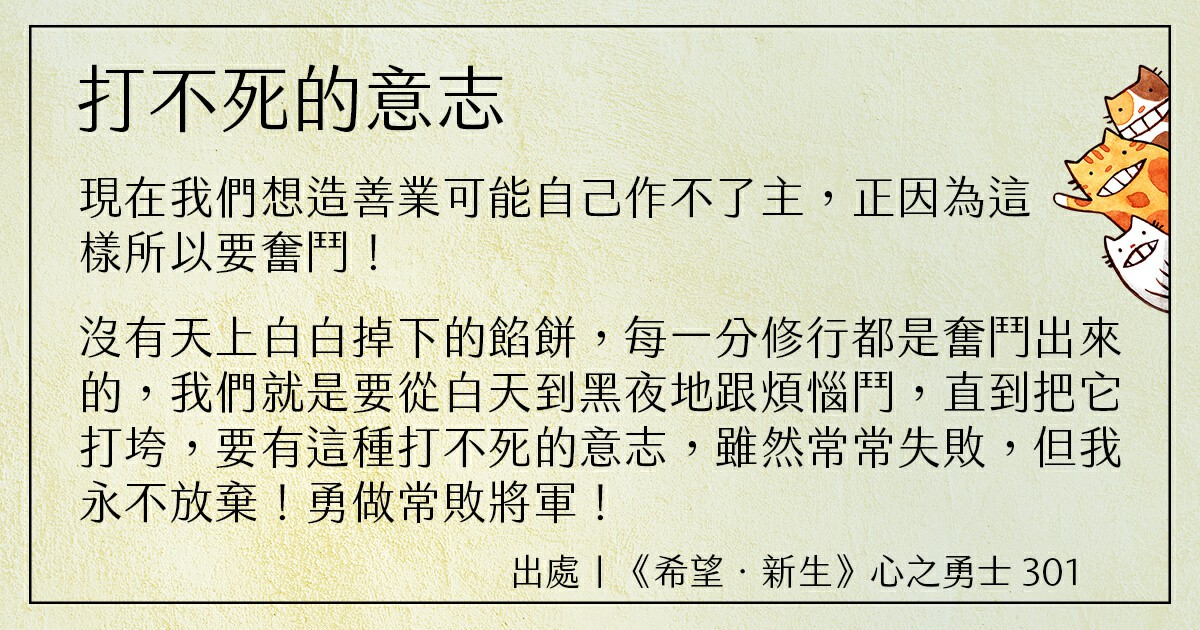 打不死的意志
現在我們想造善業可能自己作不了主，正因為這
樣所以要奮鬥！
沒有天上白白掉下的餡餅，每一分修行都是奮鬥出來
的，我們就是要從白天到黑夜地跟煩惱鬥，直到把它
打垮，要有這種打不死的意志，雖然常常失敗，但我
永不放棄！勇做常敗將軍！
出處｜《希望．新生》心之勇士 301